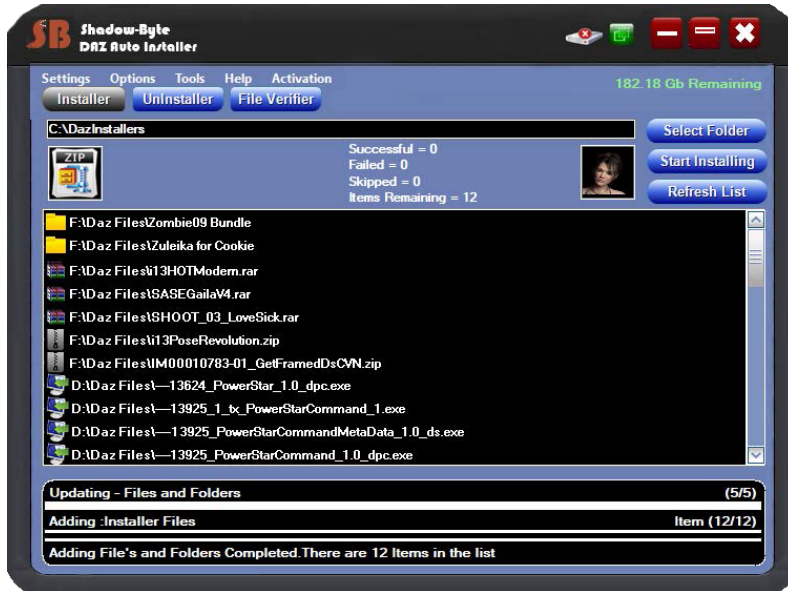 SB Shadow-Byte
DAZ Auto Installer
Settings Options Tools Help Activation
182.18 Gb Remaining
Installer UnInstaller File Verifier
C:\DazInstallers
Select Folder
ZIP
Successful = 0
Failed = 0
Skipped = 0
Items Remaining = 12
Start Installing
Refresh List
F:\Daz Files\Zombie09 Bundle
F:\Daz Files\Zuleika for Cookie
F:\Daz Files\i13HOTModern.rar
F:\Daz Files\SASEGailaV4.rar
F:\Daz Files\SHOOT_03_LoveSick.rar
F:\Daz Files\i13PoseRevolution.zip
F:\Daz Files\IM00010783-01_GetFramedDsCVN.zip
D:\Daz Files\—13624_PowerStar_1.0_dpc.exe
D:\Daz Files\—13925_1_tx_PowerStarCommand_1.exe
D:\Daz Files\—13925_PowerStarCommandMetaData_1.0_ds.exe
D:\Daz Files\—13925_PowerStarCommand_1.0_dpc.exe
Updating - Files and Folders (5/5)
Adding :Installer Files Item (12/12)
Adding File's and Folders Completed.There are 12 Items in the list